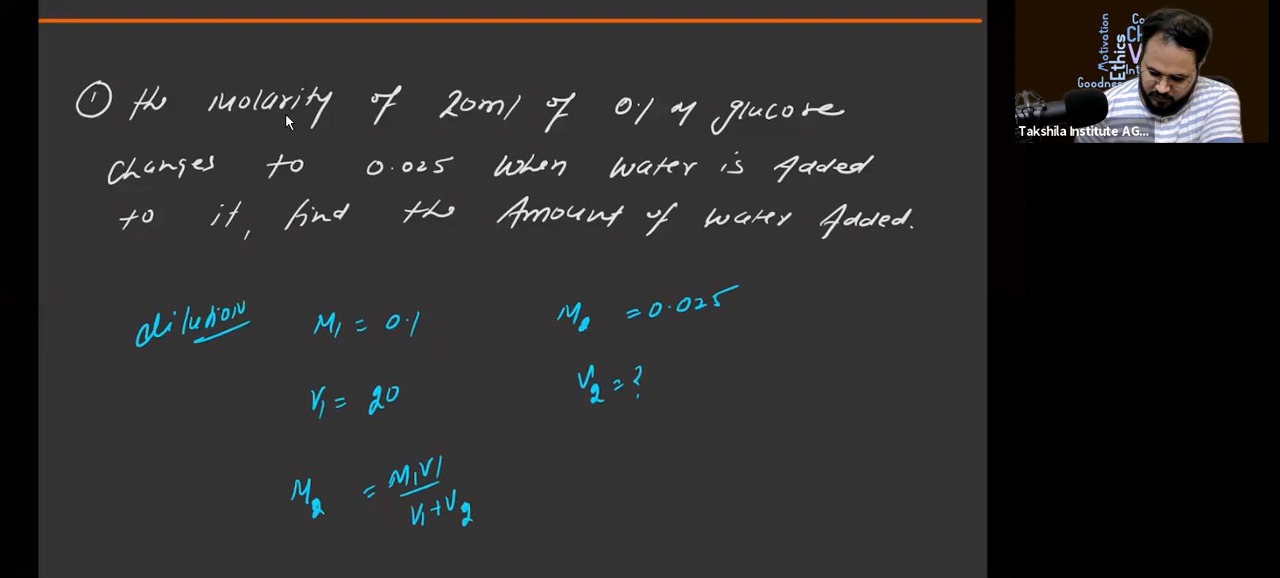 ① The Molarity of 20ml of 0.1 M glucose
changes to 0.025 when water is Added
to it, find the Amount of water Added.
dilution M1 = 0.1 M2 = 0.025
V1 = 20 V2 = ?
M2 = M1V1 / V1+V2
Motivation
Ethics
Goodness
Takshila Institute AG...